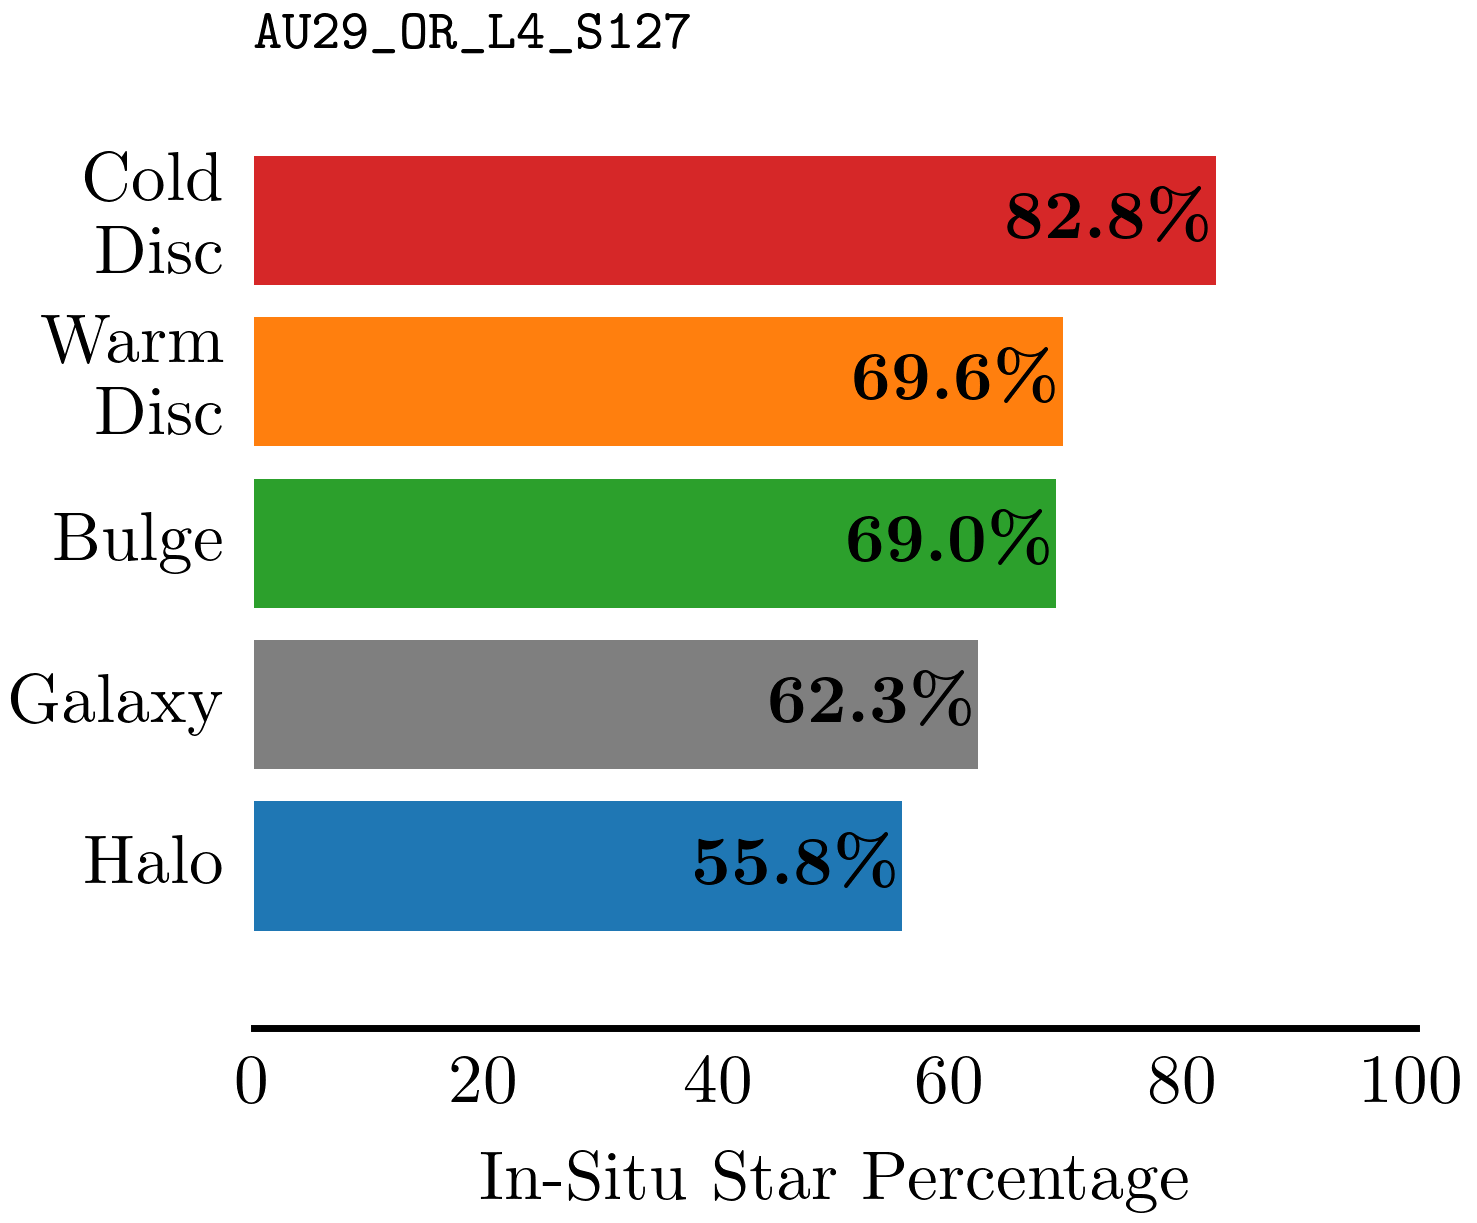 AU29_OR_L4_S127
Cold
Disc
82.8%
Warm
Disc
69.6%
Bulge
69.0%
Galaxy
62.3%
Halo
55.8%
0 20 40 60 80 100
In-Situ Star Percentage